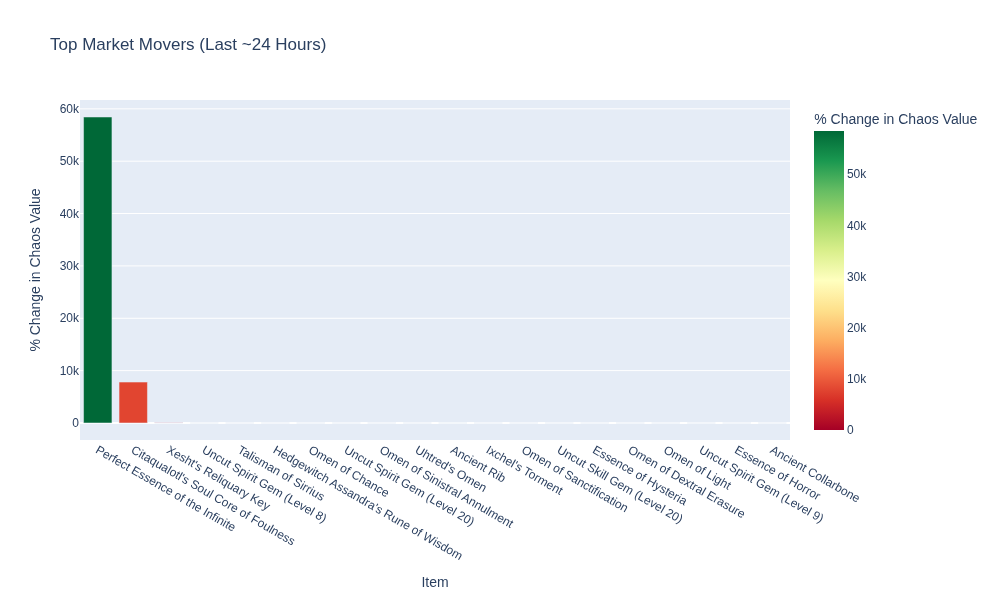 Top Market Movers (Last ~24 Hours)
% Change in Chaos Value
60k
50k
40k
30k
20k
10k
0
Perfect Essence of the Infinite
Citaqualotl's Soul Core of Foulness
Xesht's Reliquary Key
Uncut Spirit Gem (Level 8)
Talisman of Sirrius
Hedgewitch Assandra's Rune of Wisdom
Omen of Chance
Uncut Spirit Gem (Level 20)
Omen of Sinistral Annulment
Uhtred's Omen
Ancient Rib
Ixchel's Torment
Omen of Sanctification
Uncut Skill Gem (Level 20)
Essence of Hysteria
Omen of Dextral Erasure
Omen of Light
Uncut Spirit Gem (Level 9)
Essence of Horror
Ancient Collarbone
Item
% Change in Chaos Value
50k
40k
30k
20k
10k
0